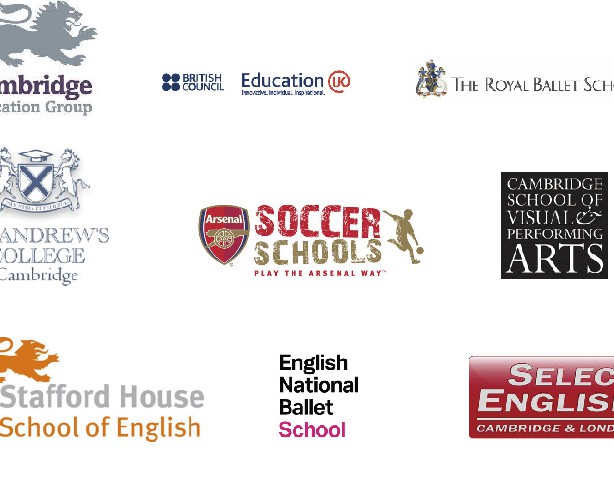 mbridge
cation Group
BRITISH
COUNCIL
Education UK
Innovative. Individual. Inspirational.
THE ROYAL BALLET SCHO
ANDREW'S
COLLEGE
Cambridge
Arsenal
SOCCER
SCHOOLS
PLAY THE ARSENAL WAY™
CAMBRIDGE
SCHOOL OF
VISUAL &
PERFORMING
ARTS
Stafford House
School of English
English
National
Ballet
School
SELEC
ENGLIS
CAMBRIDGE & LOND